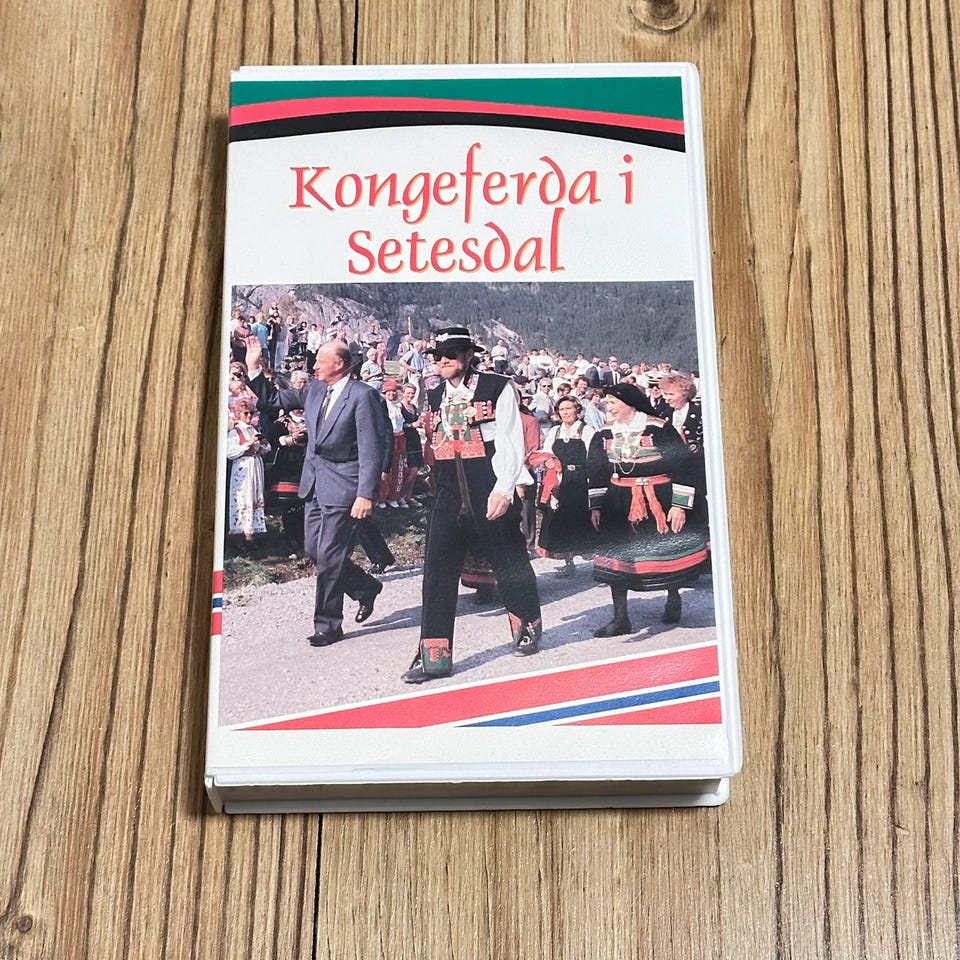 Kongeferda i
Setesdal